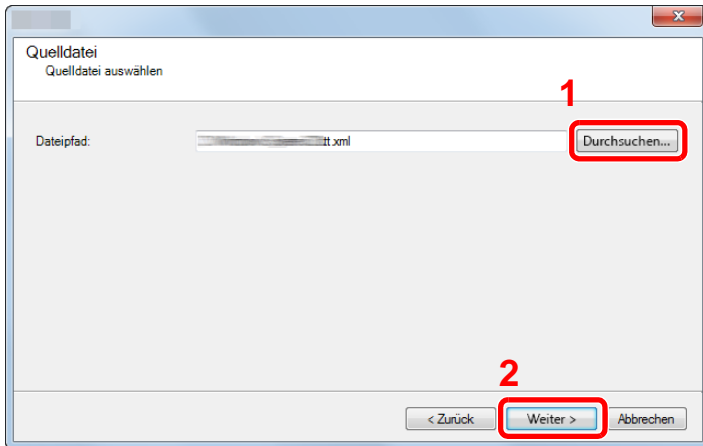 Quelldatei
Quelldatei auswählen
1
Dateipfad:
tt.xml
Durchsuchen...
2
< Zurück
Weiter >
Abbrechen